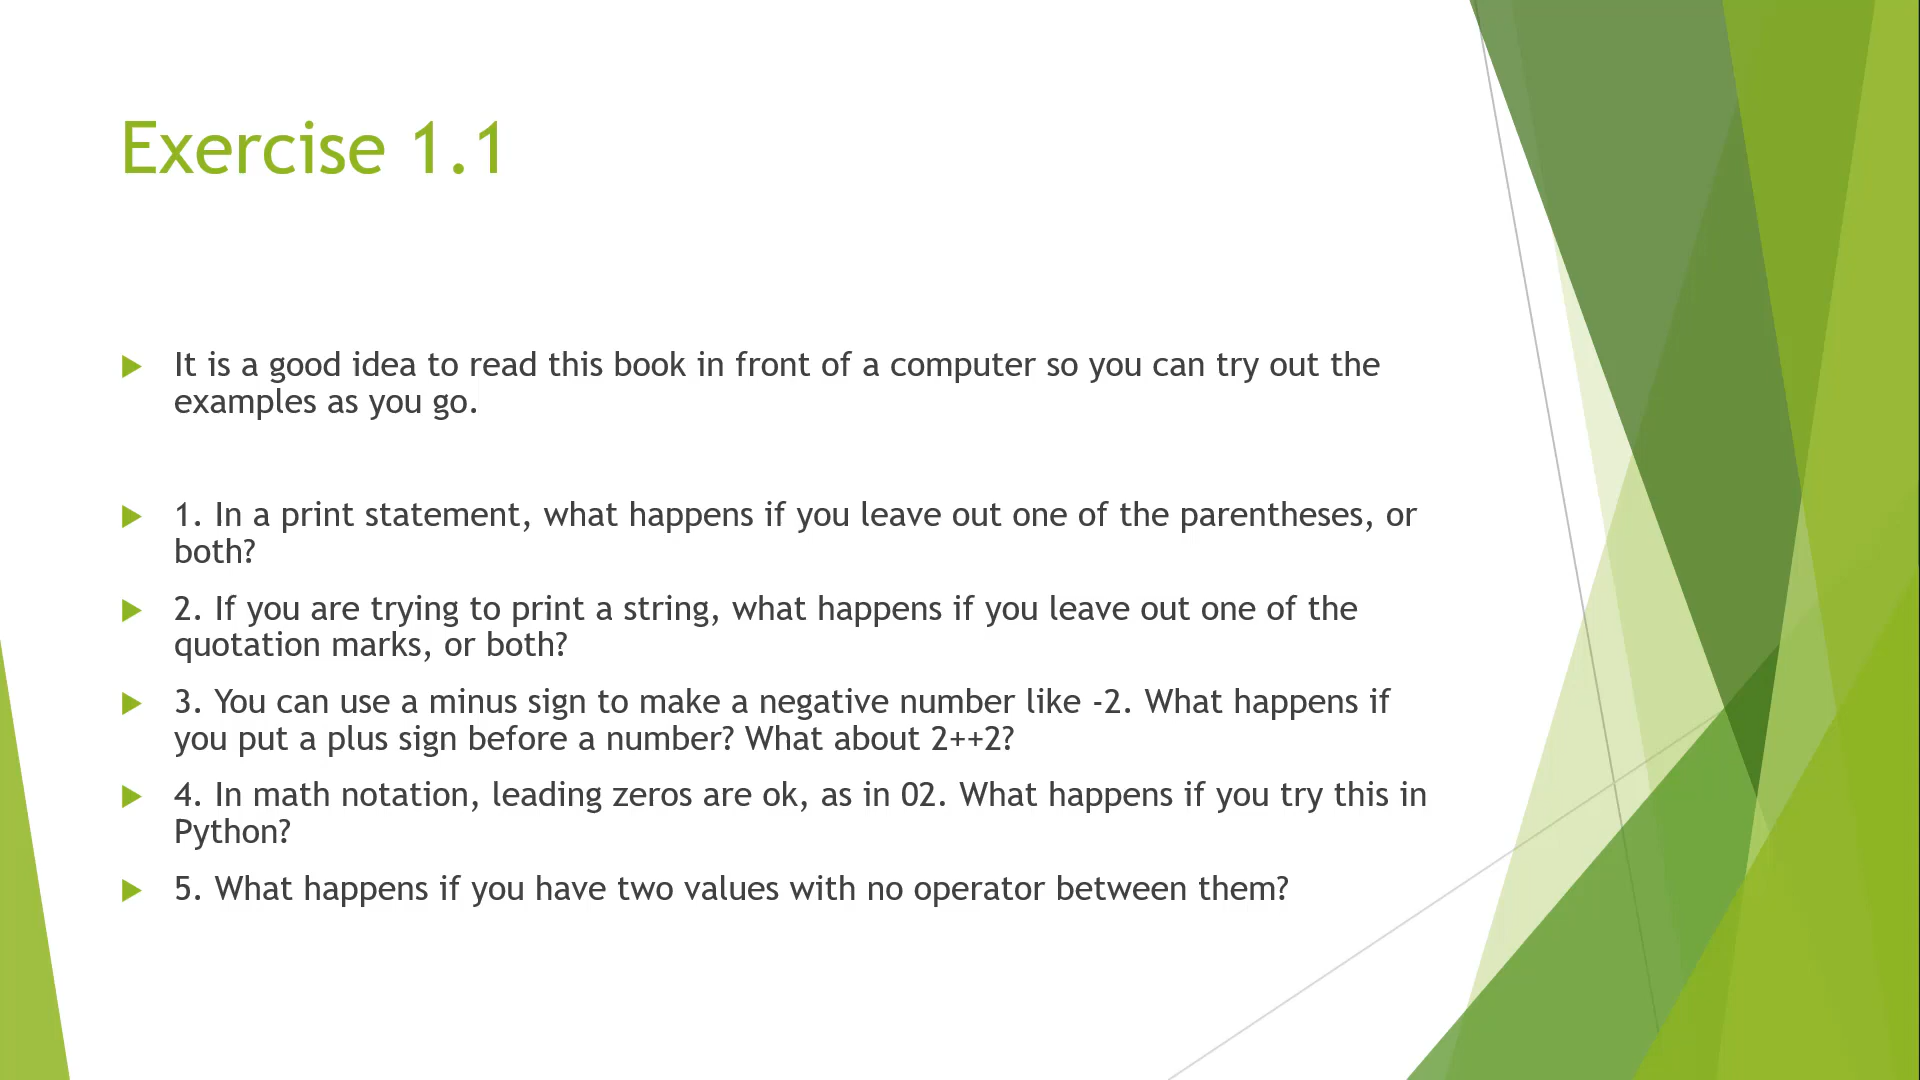 Exercise 1.1
It is a good idea to read this book in front of a computer so you can try out the
examples as you go.
1. In a print statement, what happens if you leave out one of the parentheses, or
both?
2. If you are trying to print a string, what happens if you leave out one of the
quotation marks, or both?
3. You can use a minus sign to make a negative number like -2. What happens if
you put a plus sign before a number? What about 2++2?
4. In math notation, leading zeros are ok, as in 02. What happens if you try this in
Python?
5. What happens if you have two values with no operator between them?